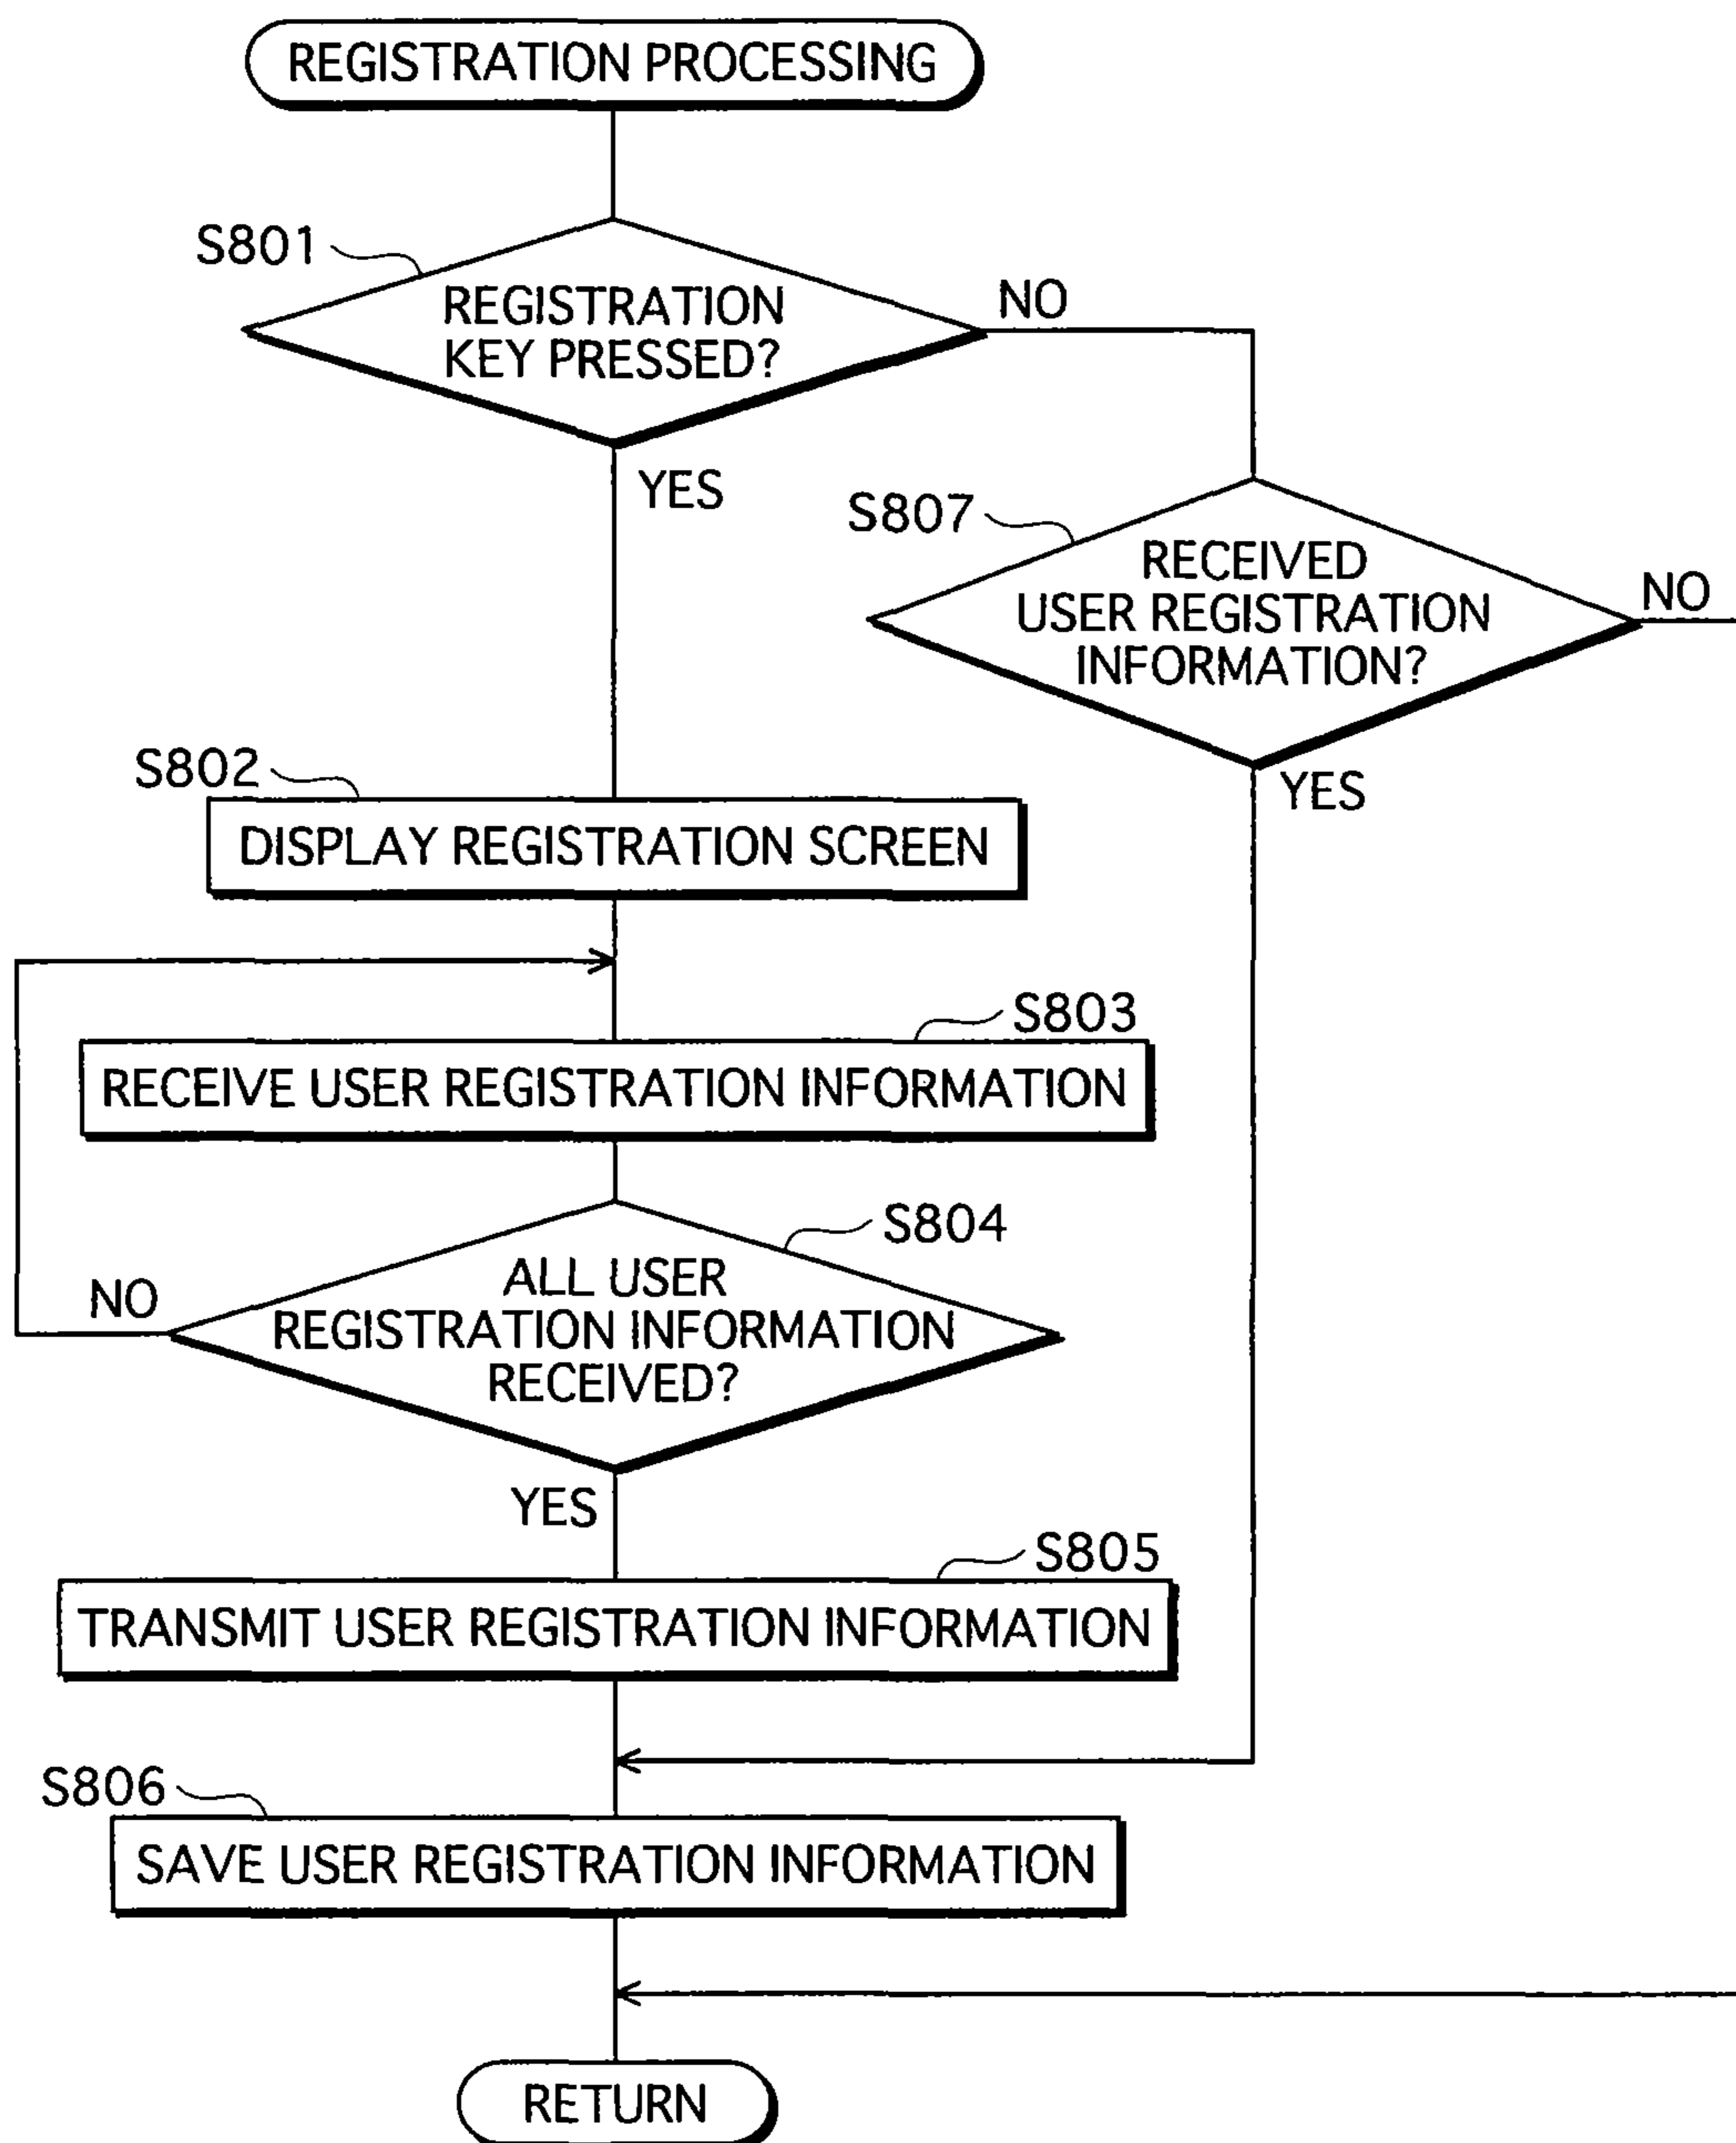 REGISTRATION PROCESSING
S801
REGISTRATION
KEY PRESSED?
NO
YES
S807
RECEIVED
USER REGISTRATION
INFORMATION?
NO
YES
S802
DISPLAY REGISTRATION SCREEN
S803
RECEIVE USER REGISTRATION INFORMATION
S804
ALL USER
REGISTRATION INFORMATION
RECEIVED?
NO
YES
S805
TRANSMIT USER REGISTRATION INFORMATION
S806
SAVE USER REGISTRATION INFORMATION
RETURN